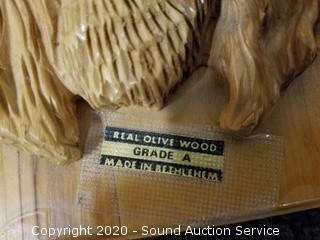 REAL OLIVE WOOD
GRADE A
MADE IN BETHLEHEM
Copyright 2020 - Sound Auction Service